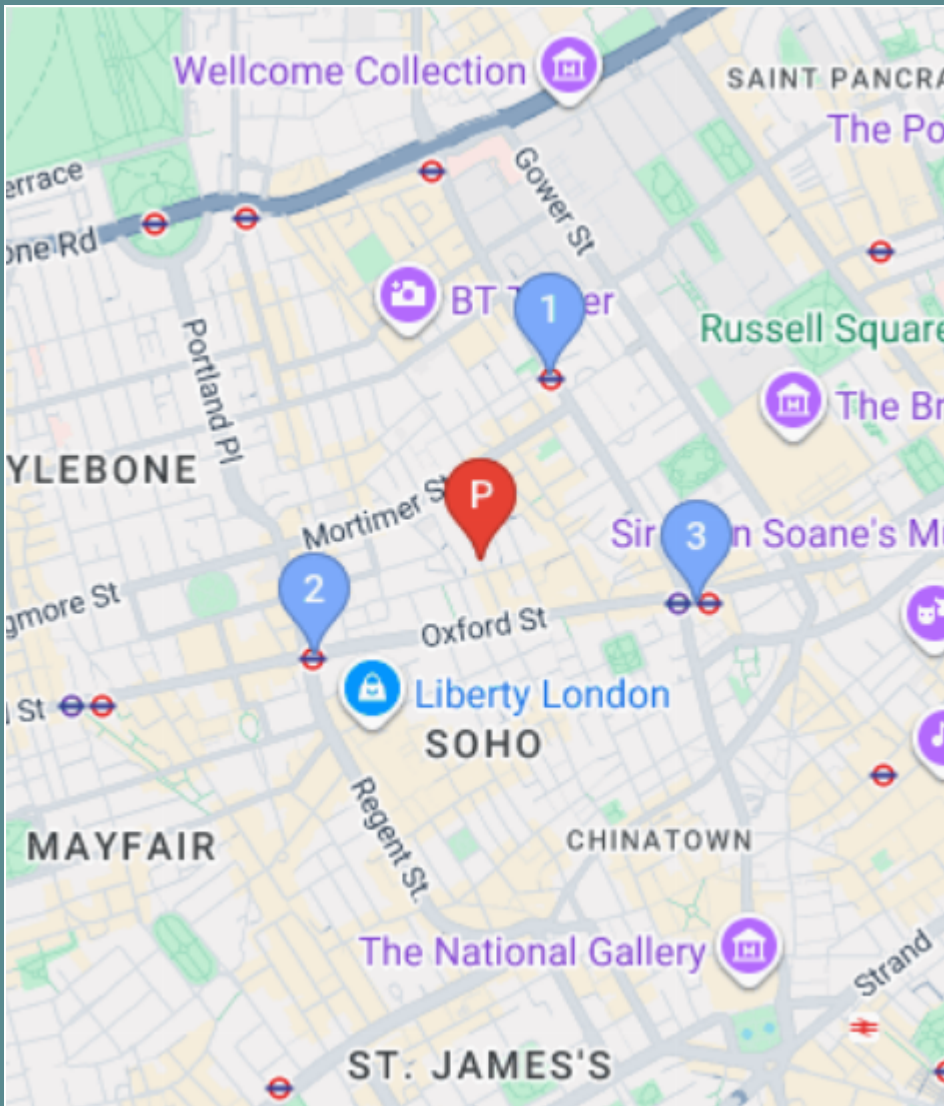 Wellcome Collection
SAINT PANCRA
The Po
errace
Gower St
one Rd
BT
er
1
Russell Square
Portland Pl
The Br
YLEBONE
Mortimer St
P
Sir
n Soane's Mu
3
2
gmore St
Oxford St
l St
Liberty London
SOHO
Regent St.
MAYFAIR
CHINATOWN
The National Gallery
Strand
ST. JAMES'S